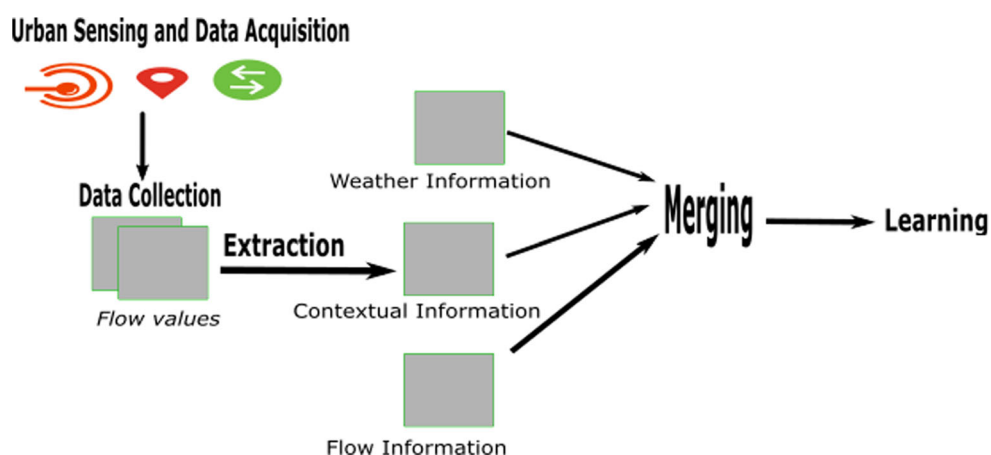 Urban Sensing and Data Acquisition
Data Collection
Flow values
Extraction
Weather Information
Contextual Information
Flow Information
Merging
Learning